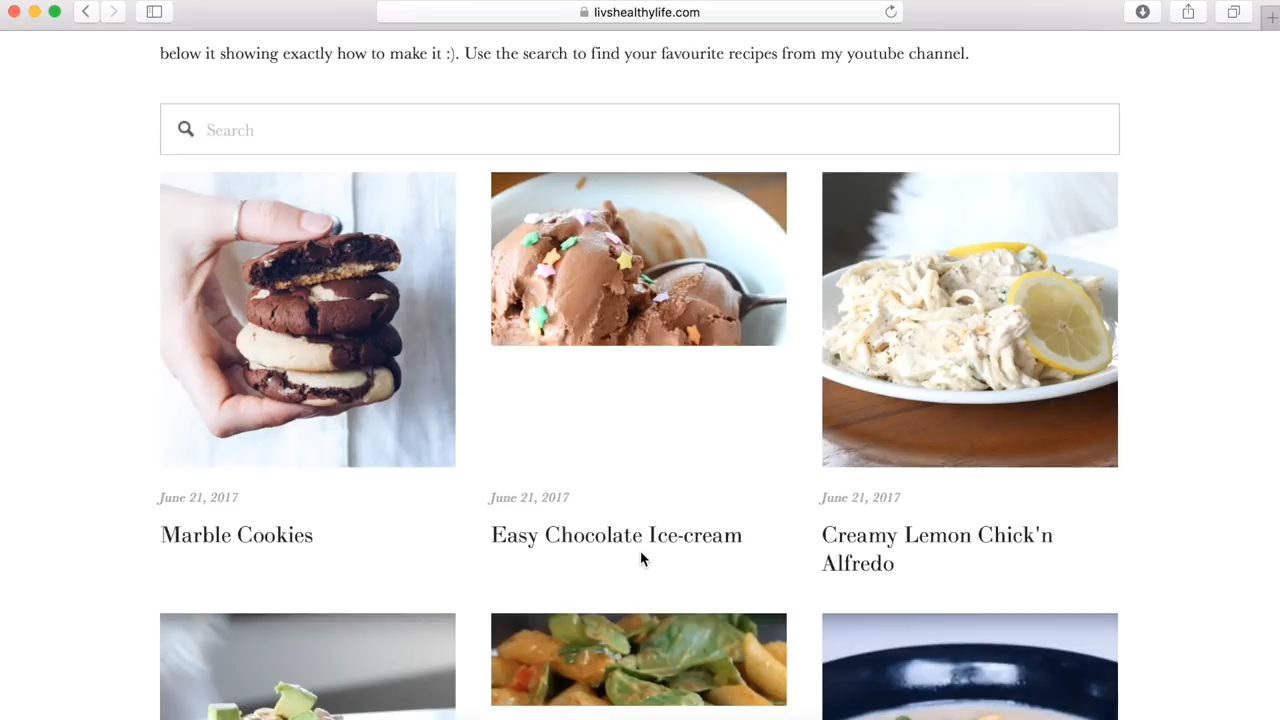 livshealthylife.com
below it showing exactly how to make it :). Use the search to find your favourite recipes from my youtube channel.
Search
June 21, 2017
Marble Cookies
June 21, 2017
Easy Chocolate Ice-cream
June 21, 2017
Creamy Lemon Chick'n
Alfredo